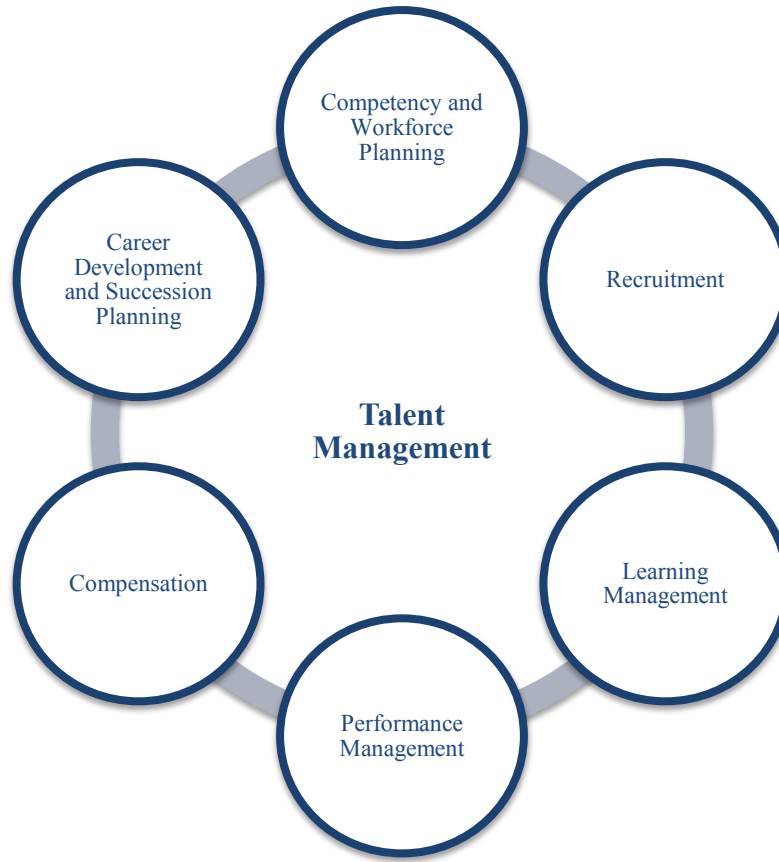 Competency and
Workforce
Planning
Career
Development
and Succession
Planning
Recruitment
Talent
Management
Compensation
Learning
Management
Performance
Management